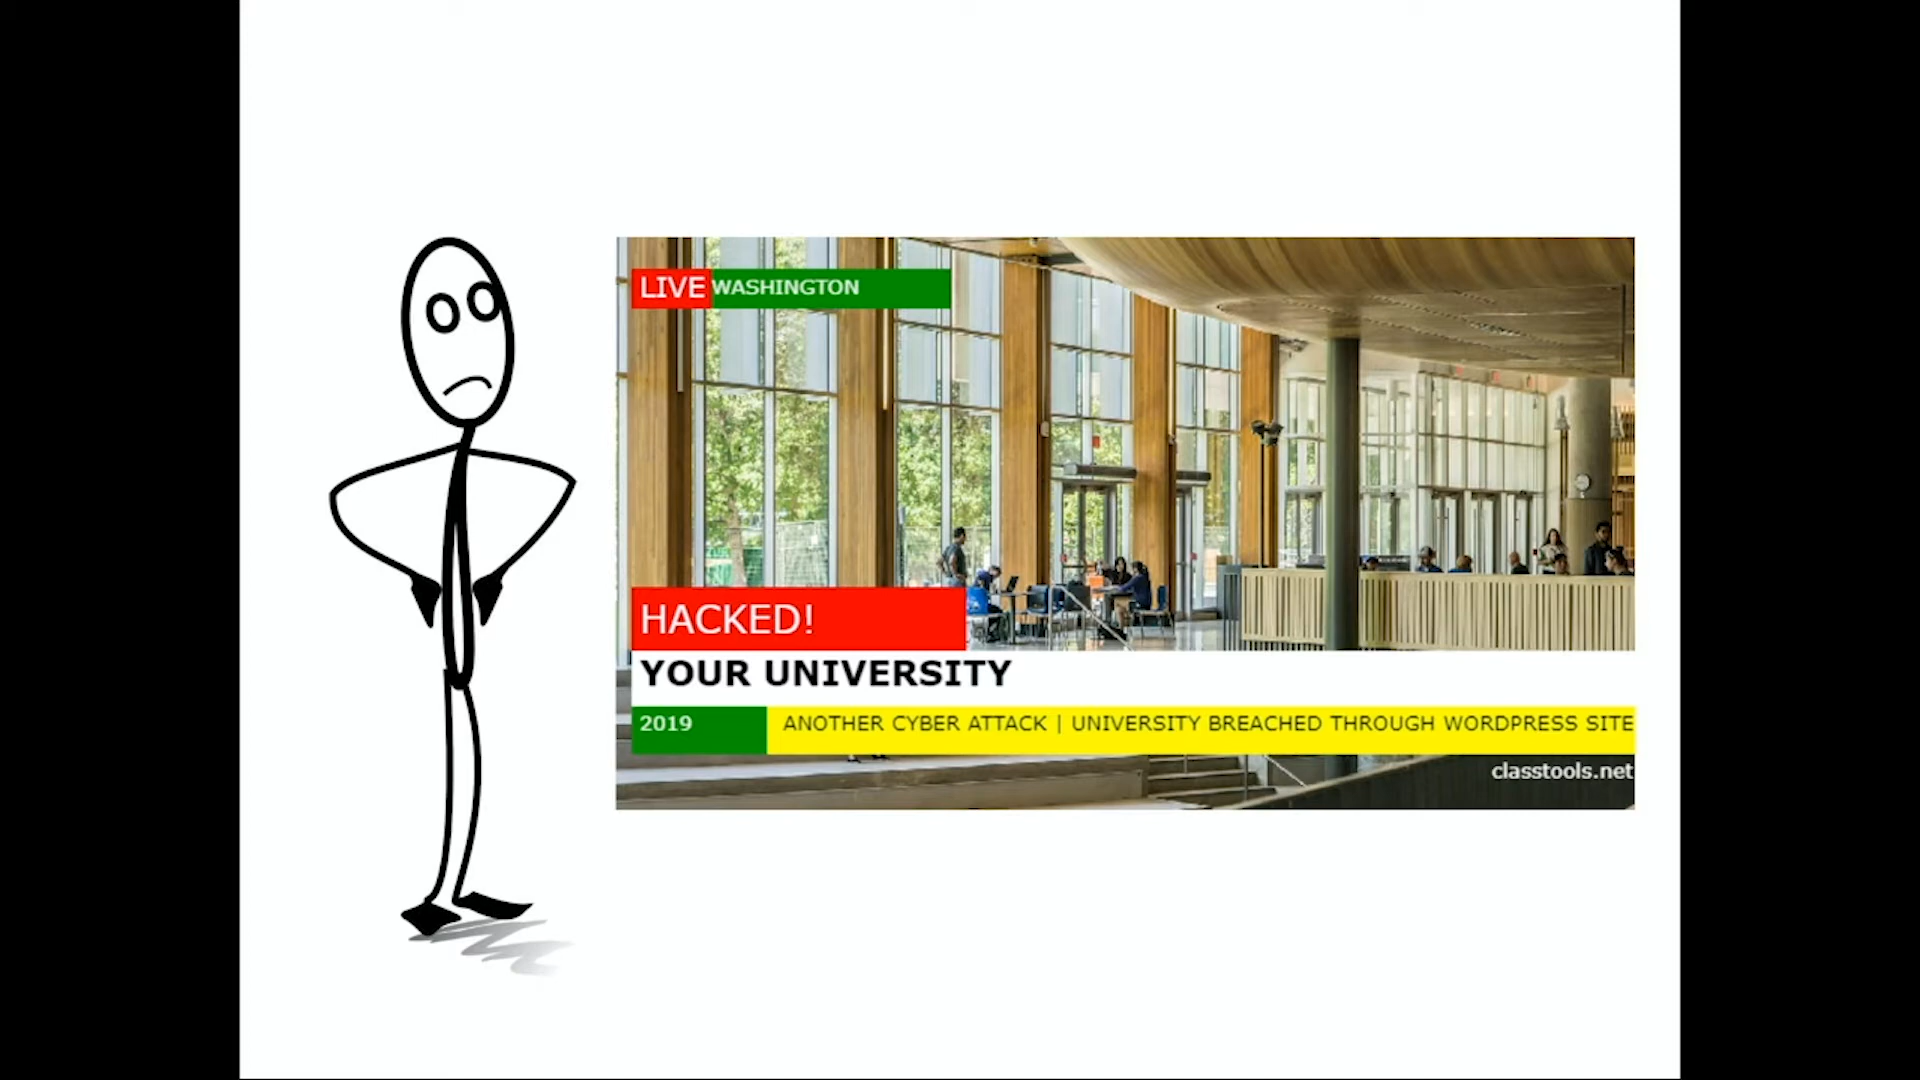 LIVE WASHINGTON
HACKED!
YOUR UNIVERSITY
2019 ANOTHER CYBER ATTACK | UNIVERSITY BREACHED THROUGH WORDPRESS SITE
classtools.net